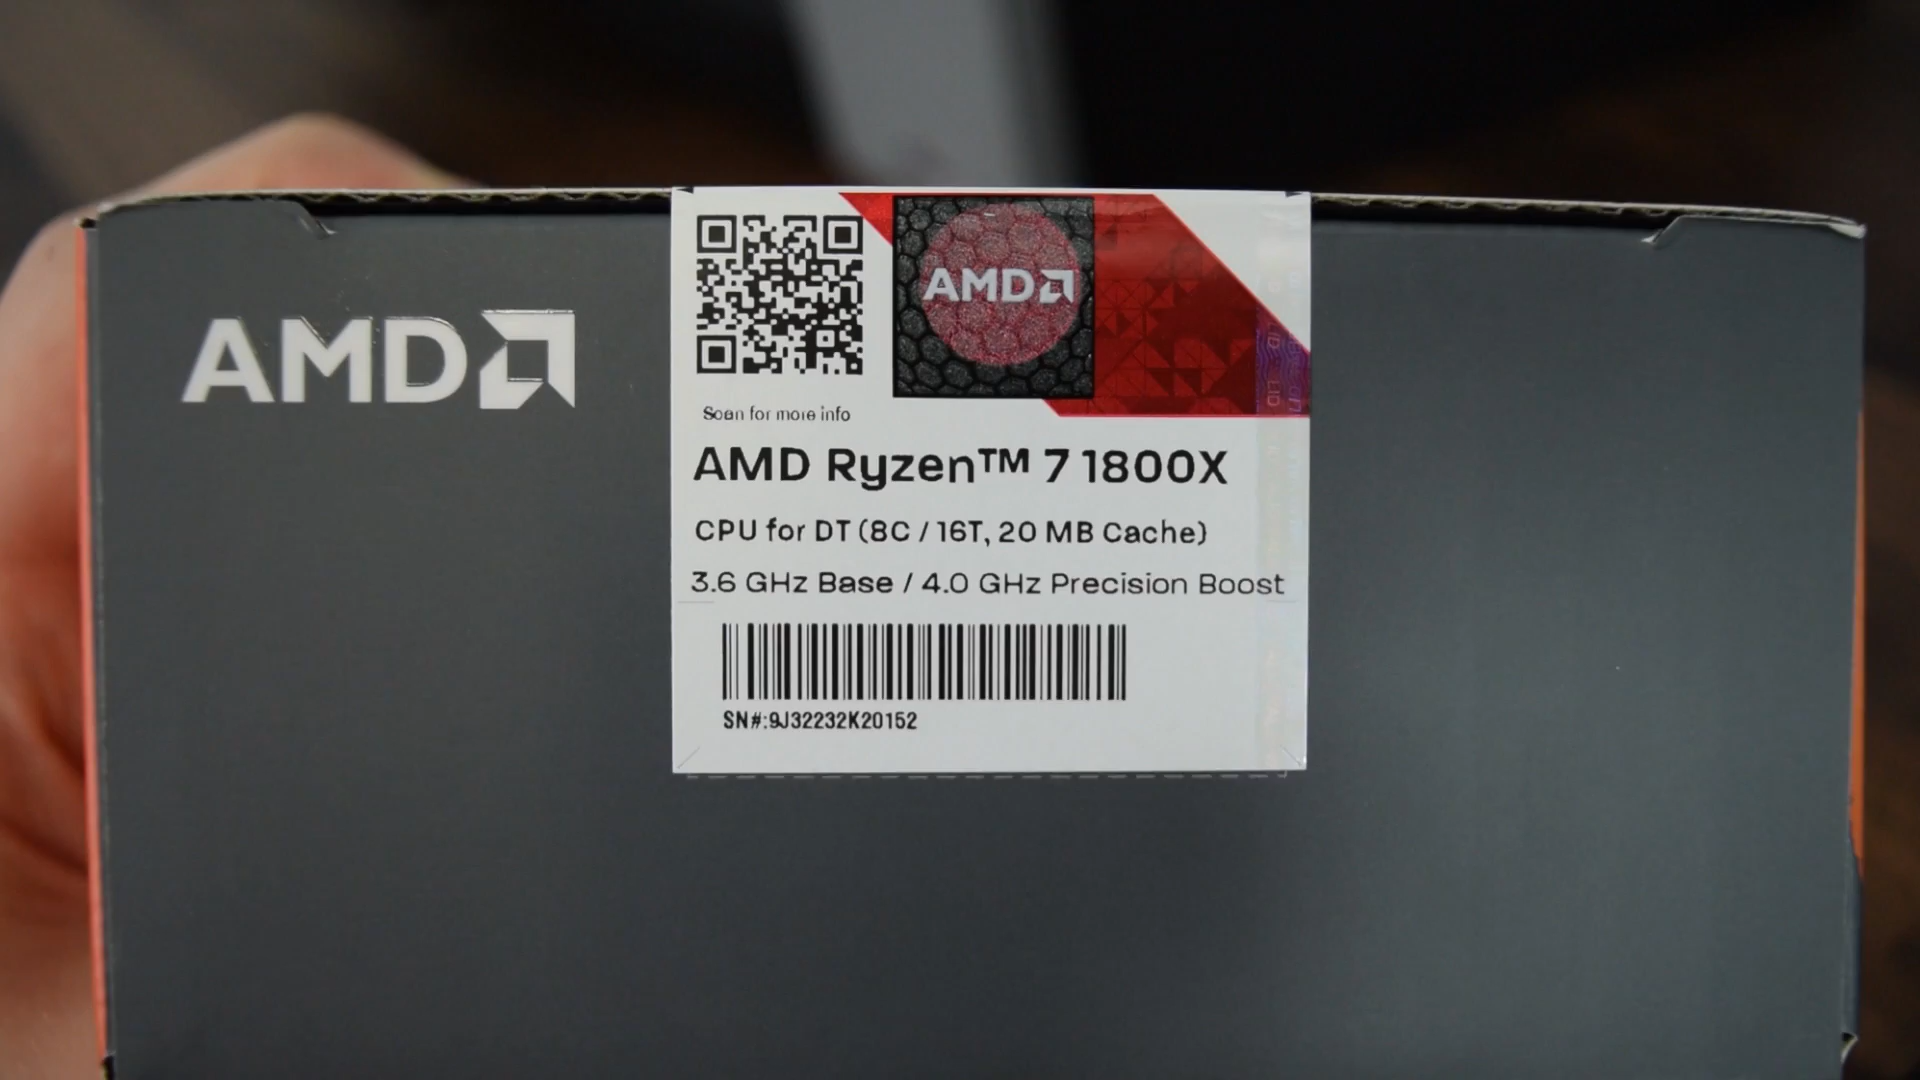 AMD
AMD
Scan for more info
AMD Ryzen™ 7 1800X
CPU for DT (8C / 16T, 20 MB Cache)
3.6 GHz Base / 4.0 GHz Precision Boost
SN#:9J32232K20152